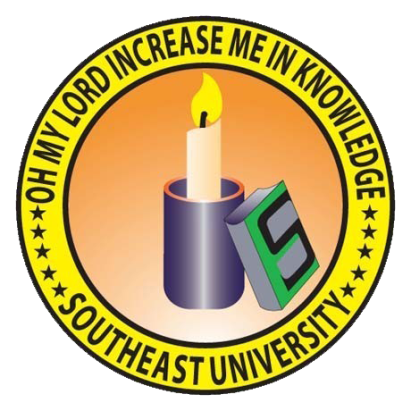 OH MY LORD INCREASE ME IN KNOWLEDGE
SOUTHEAST UNIVERSITY
S